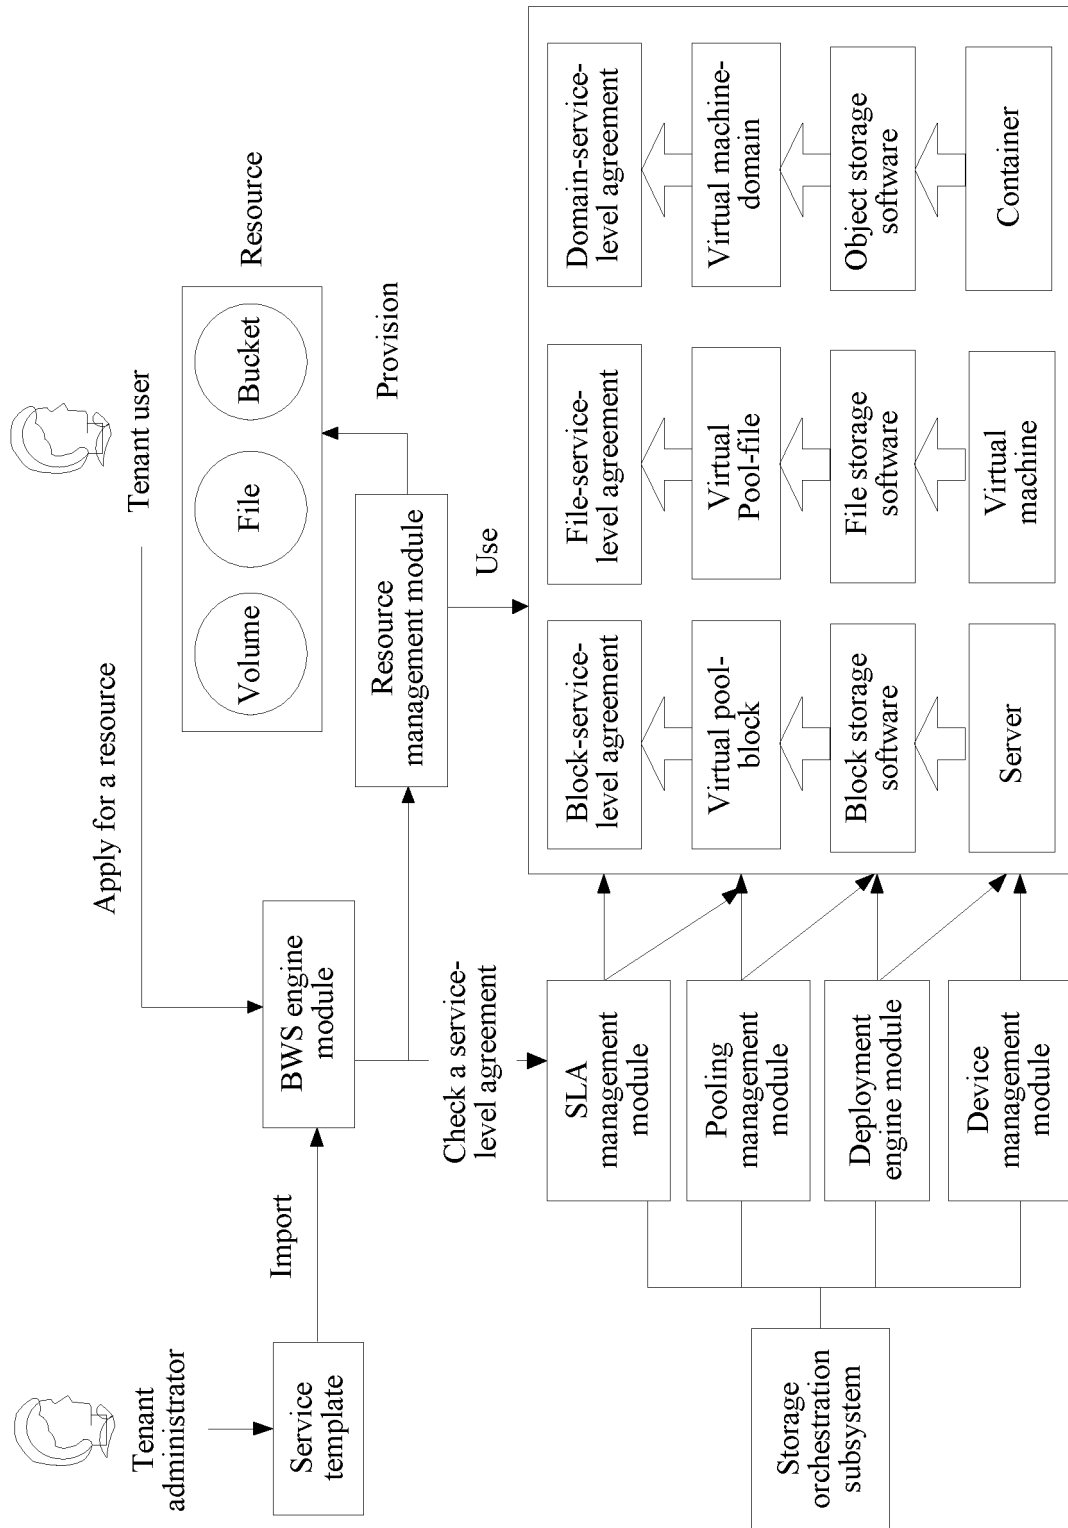 Tenant
administrator
Service
template
Import
Tenant user
Apply for a resource
BWS engine
module
Check a service-
level agreement
Resource
Volume
File
Bucket
Provision
Resource
management module
Use
Storage
orchestration
subsystem
SLA
management
module
Pooling
management
module
Deployment
engine module
Device
management
module
Block-service-
level agreement
File-service-
level agreement
Domain-service-
level agreement
Virtual pool-
block
Virtual
Pool-file
Virtual machine-
domain
Block storage
software
File storage
software
Object storage
software
Server
Virtual
machine
Container